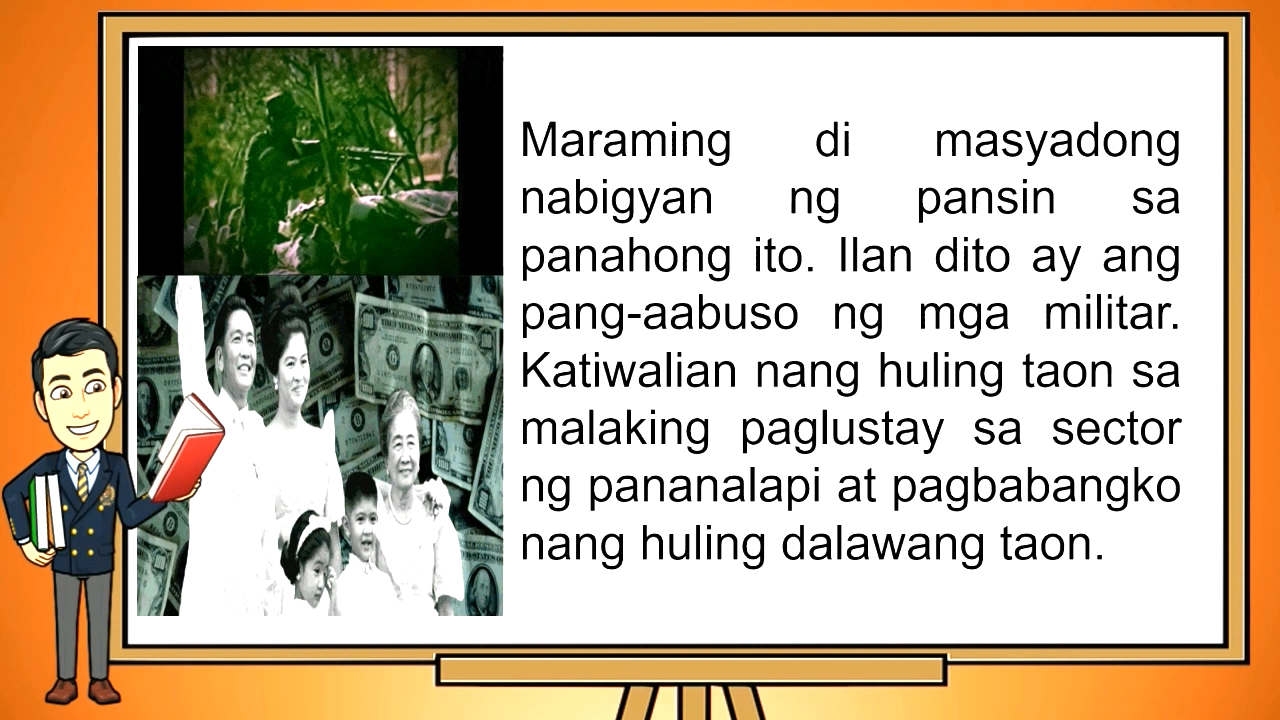 Maraming di masyadong
nabigyan ng pansin sa
panahong ito. Ilan dito ay ang
pang-aabuso ng mga militar.
Katiwalian nang huling taon sa
malaking paglustay sa sector
ng pananalapi at pagbabangko
nang huling dalawang taon.